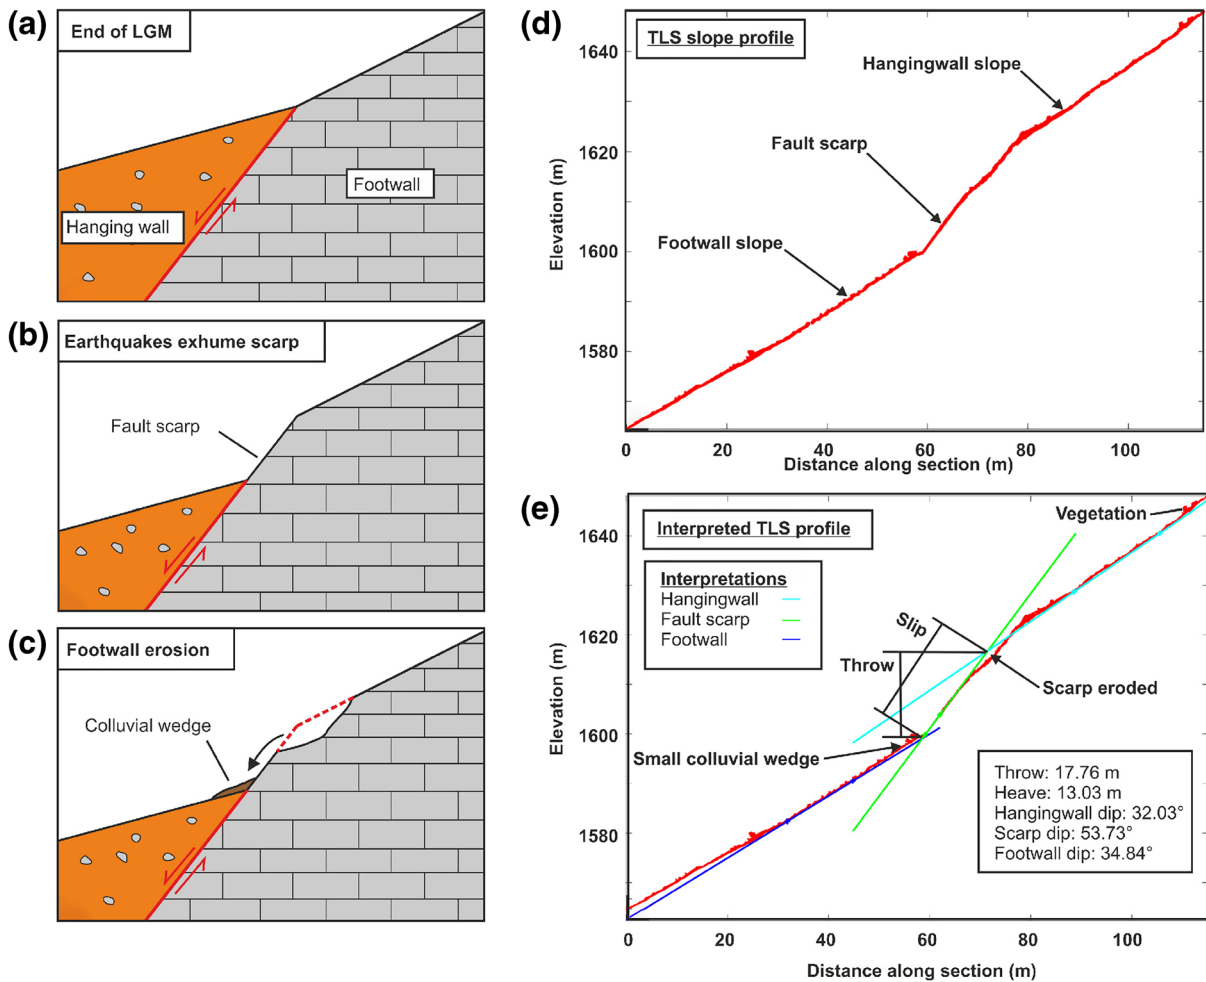 (a)
End of LGM
Footwall
Hanging wall
(b)
Earthquakes exhume scarp
Fault scarp
(c)
Footwall erosion
Colluvial wedge
(d)
TLS slope profile
Hangingwall slope
Fault scarp
Footwall slope
Elevation (m)
1640
1620
1600
1580
0
20
40
60
80
100
Distance along section (m)
(e)
Interpreted TLS profile
Vegetation
Interpretations
Hangingwall
Fault scarp
Footwall
Slip
Throw
Scarp eroded
Small colluvial wedge
Throw: 17.76 m
Heave: 13.03 m
Hangingwall dip: 32.03°
Scarp dip: 53.73°
Footwall dip: 34.84°
Elevation (m)
1640
1620
1600
1580
0
20
40
60
80
100
Distance along section (m)